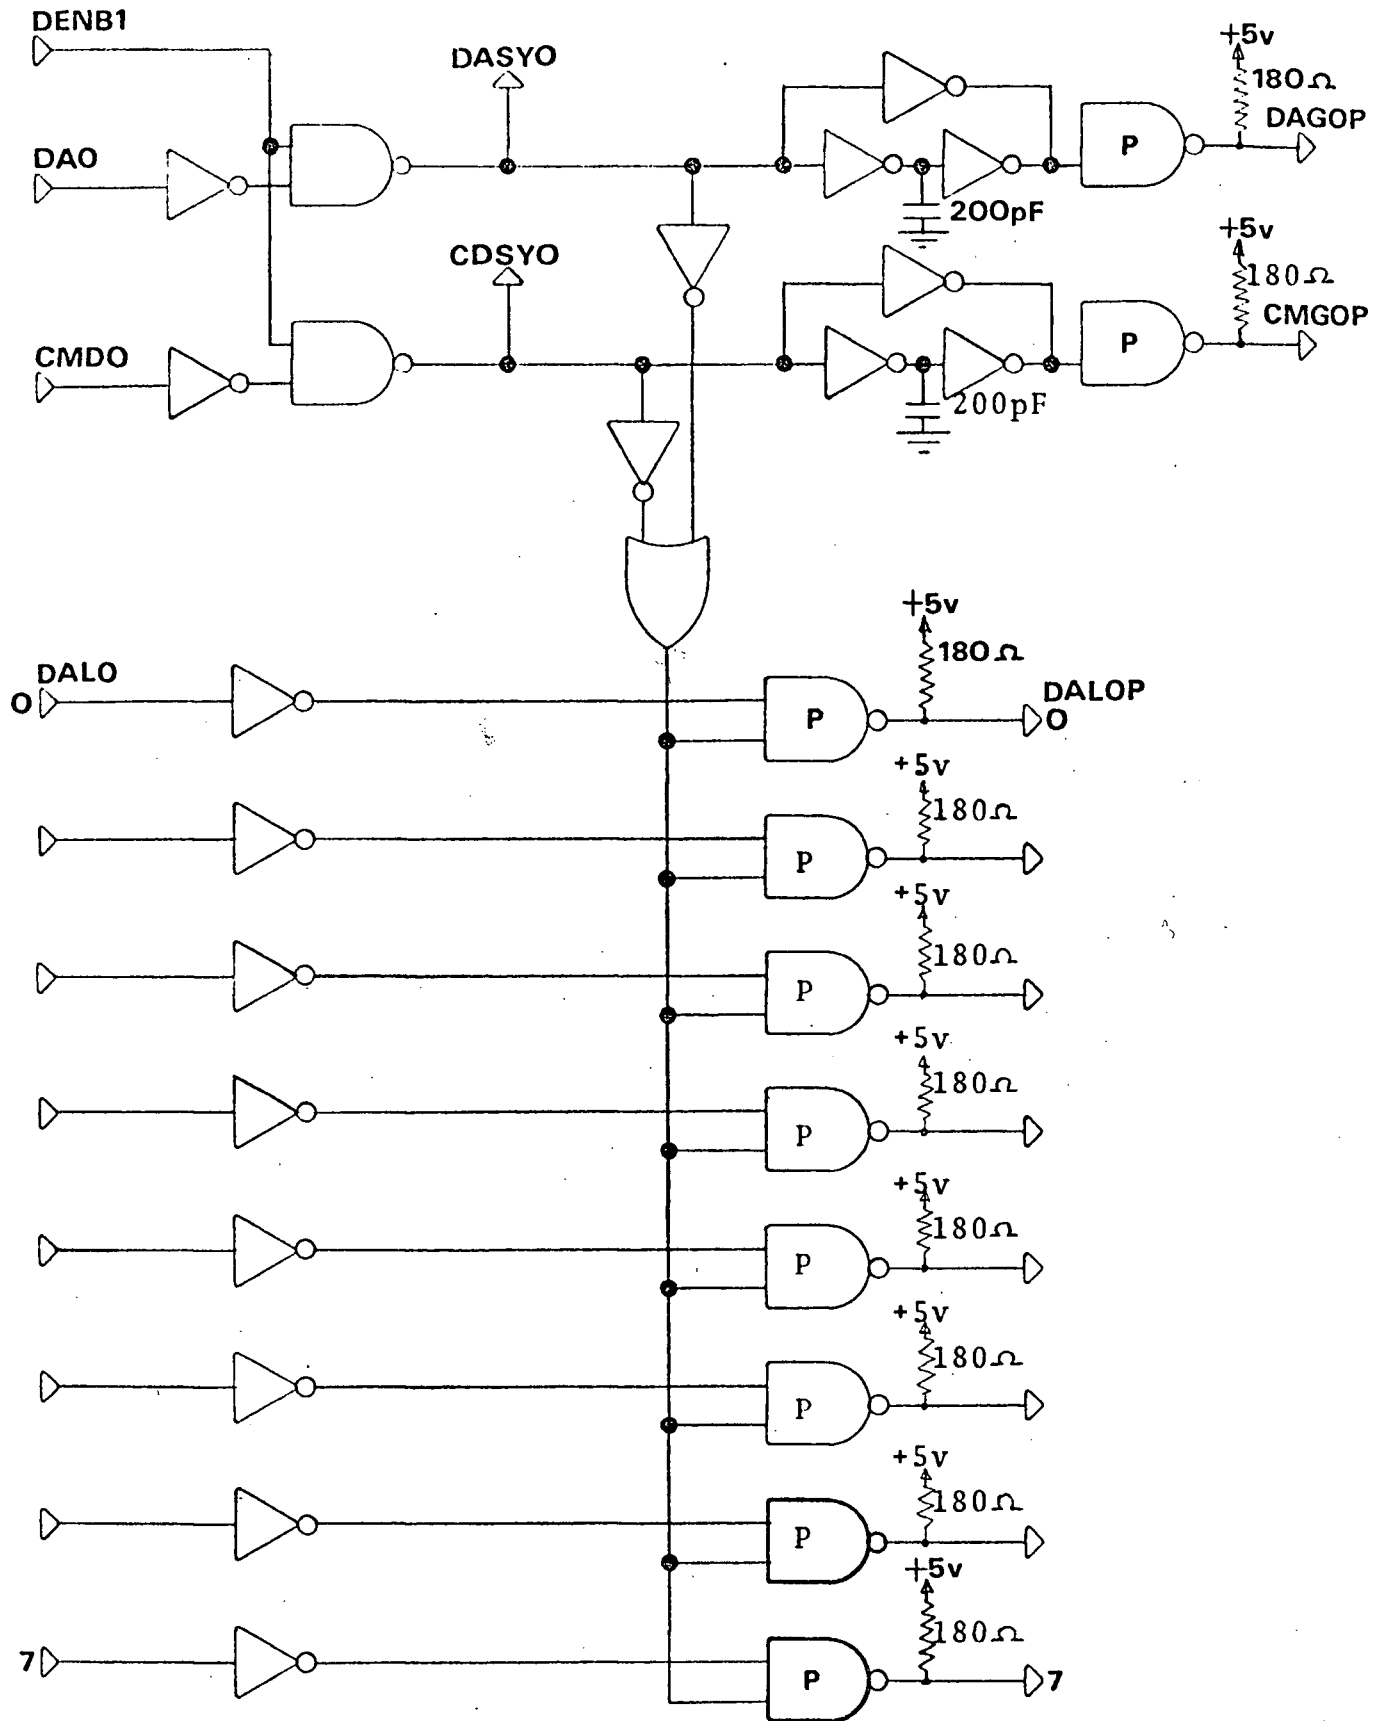 DENB1
DASYO
+5v
180Ω
DAGOP
P
DAO
200pF
CDSYO
+5v
180Ω
CMGOP
P
CMDO
200pF
+5v
180Ω
DALO
O
P
DALOP
O
+5v
180Ω
P
+5v
180Ω
P
+5v
180Ω
P
+5v
180Ω
P
+5v
180Ω
P
+5v
180Ω
P
+5v
180Ω
7
P
7